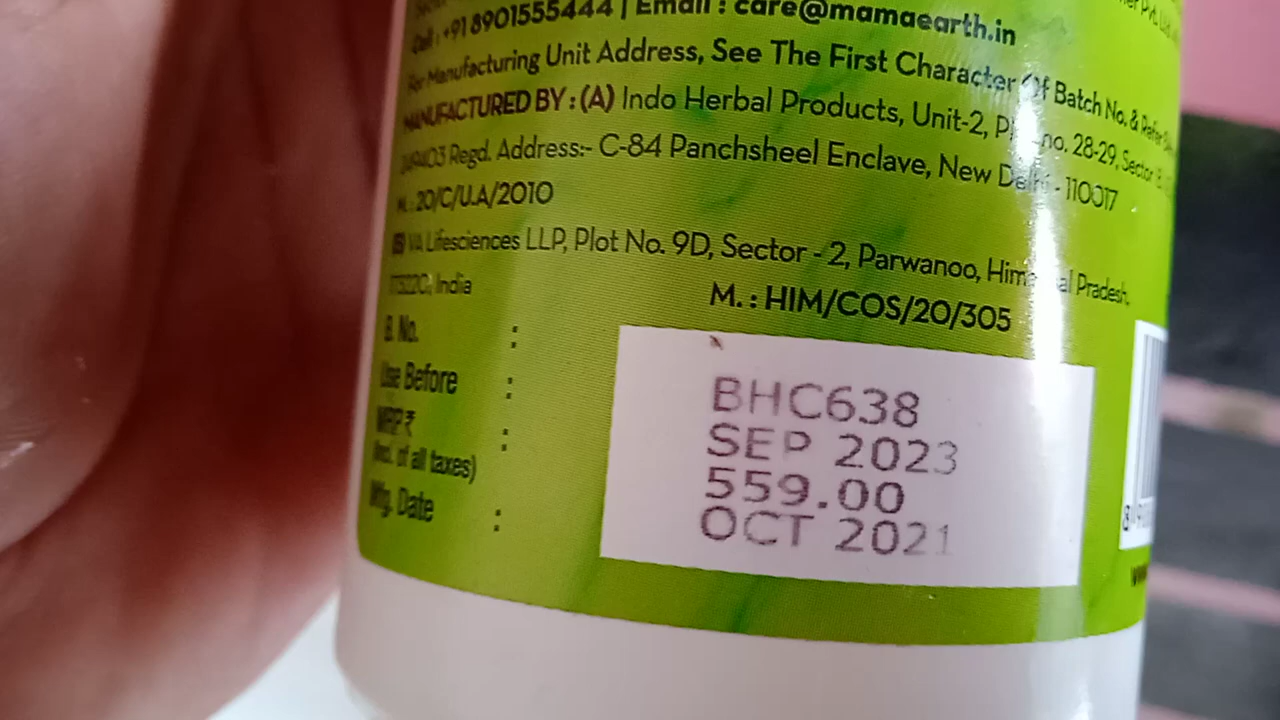 Call : +91 8901555444 | Email : care@mamaearth.in
For Manufacturing Unit Address, See The First Character Of Batch No. & Refer
MANUFACTURED BY : (A) Indo Herbal Products, Unit-2, no. 28-29, Sector
Regd. Address:- C-84 Panchsheel Enclave, New Delhi - 110017
M. : 20/C/U.A/2010
VA Lifesciences LLP, Plot No. 9D, Sector - 2, Parwanoo, Himachal Pradesh,
India
M. : HIM/COS/20/305
B. No. : BHC638
Use Before : SEP 2023
MRP ₹ : 559.00
(incl. of all taxes)
Mfg. Date : OCT 2021